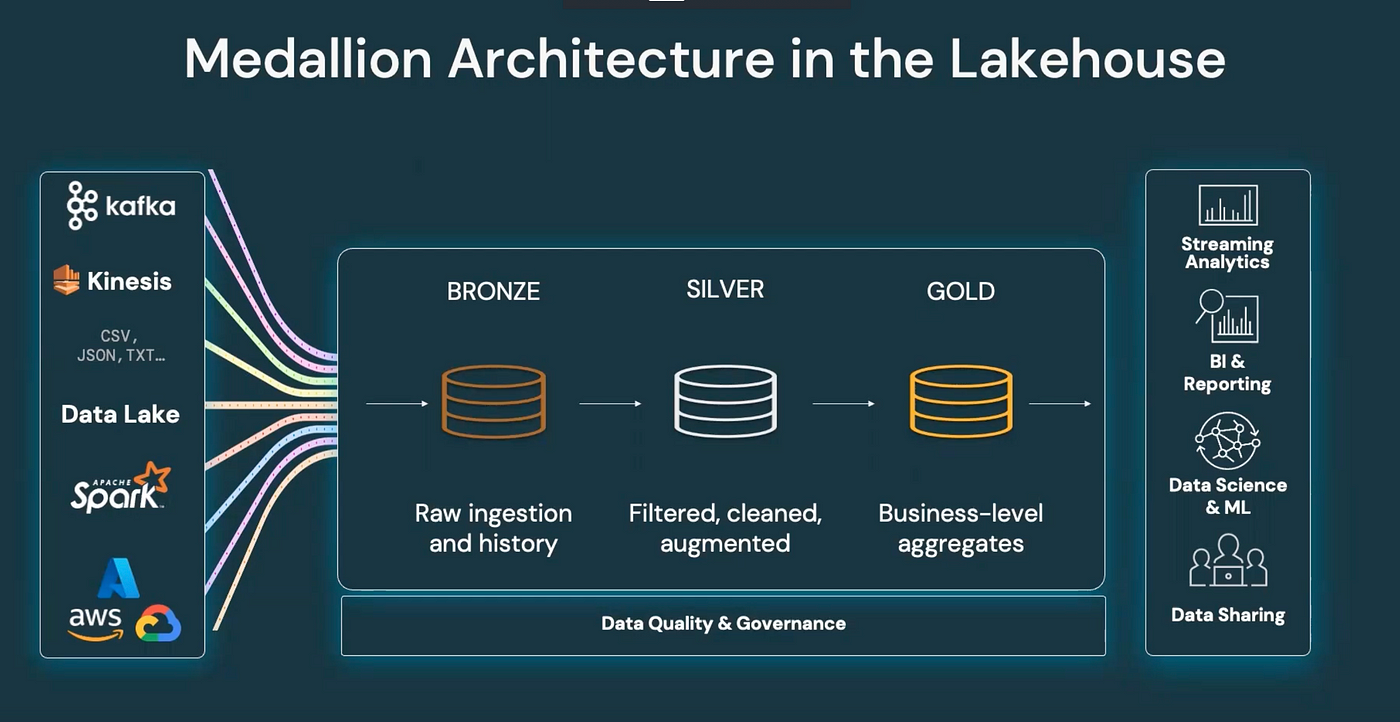 Medallion Architecture in the Lakehouse
kafka
Kinesis
CSV,
JSON, TXT...
Data Lake
APACHE
Spark™
aws
BRONZE
SILVER
GOLD
Raw ingestion
and history
Filtered, cleaned,
augmented
Business-level
aggregates
Data Quality & Governance
Streaming
Analytics
BI &
Reporting
Data Science
& ML
Data Sharing